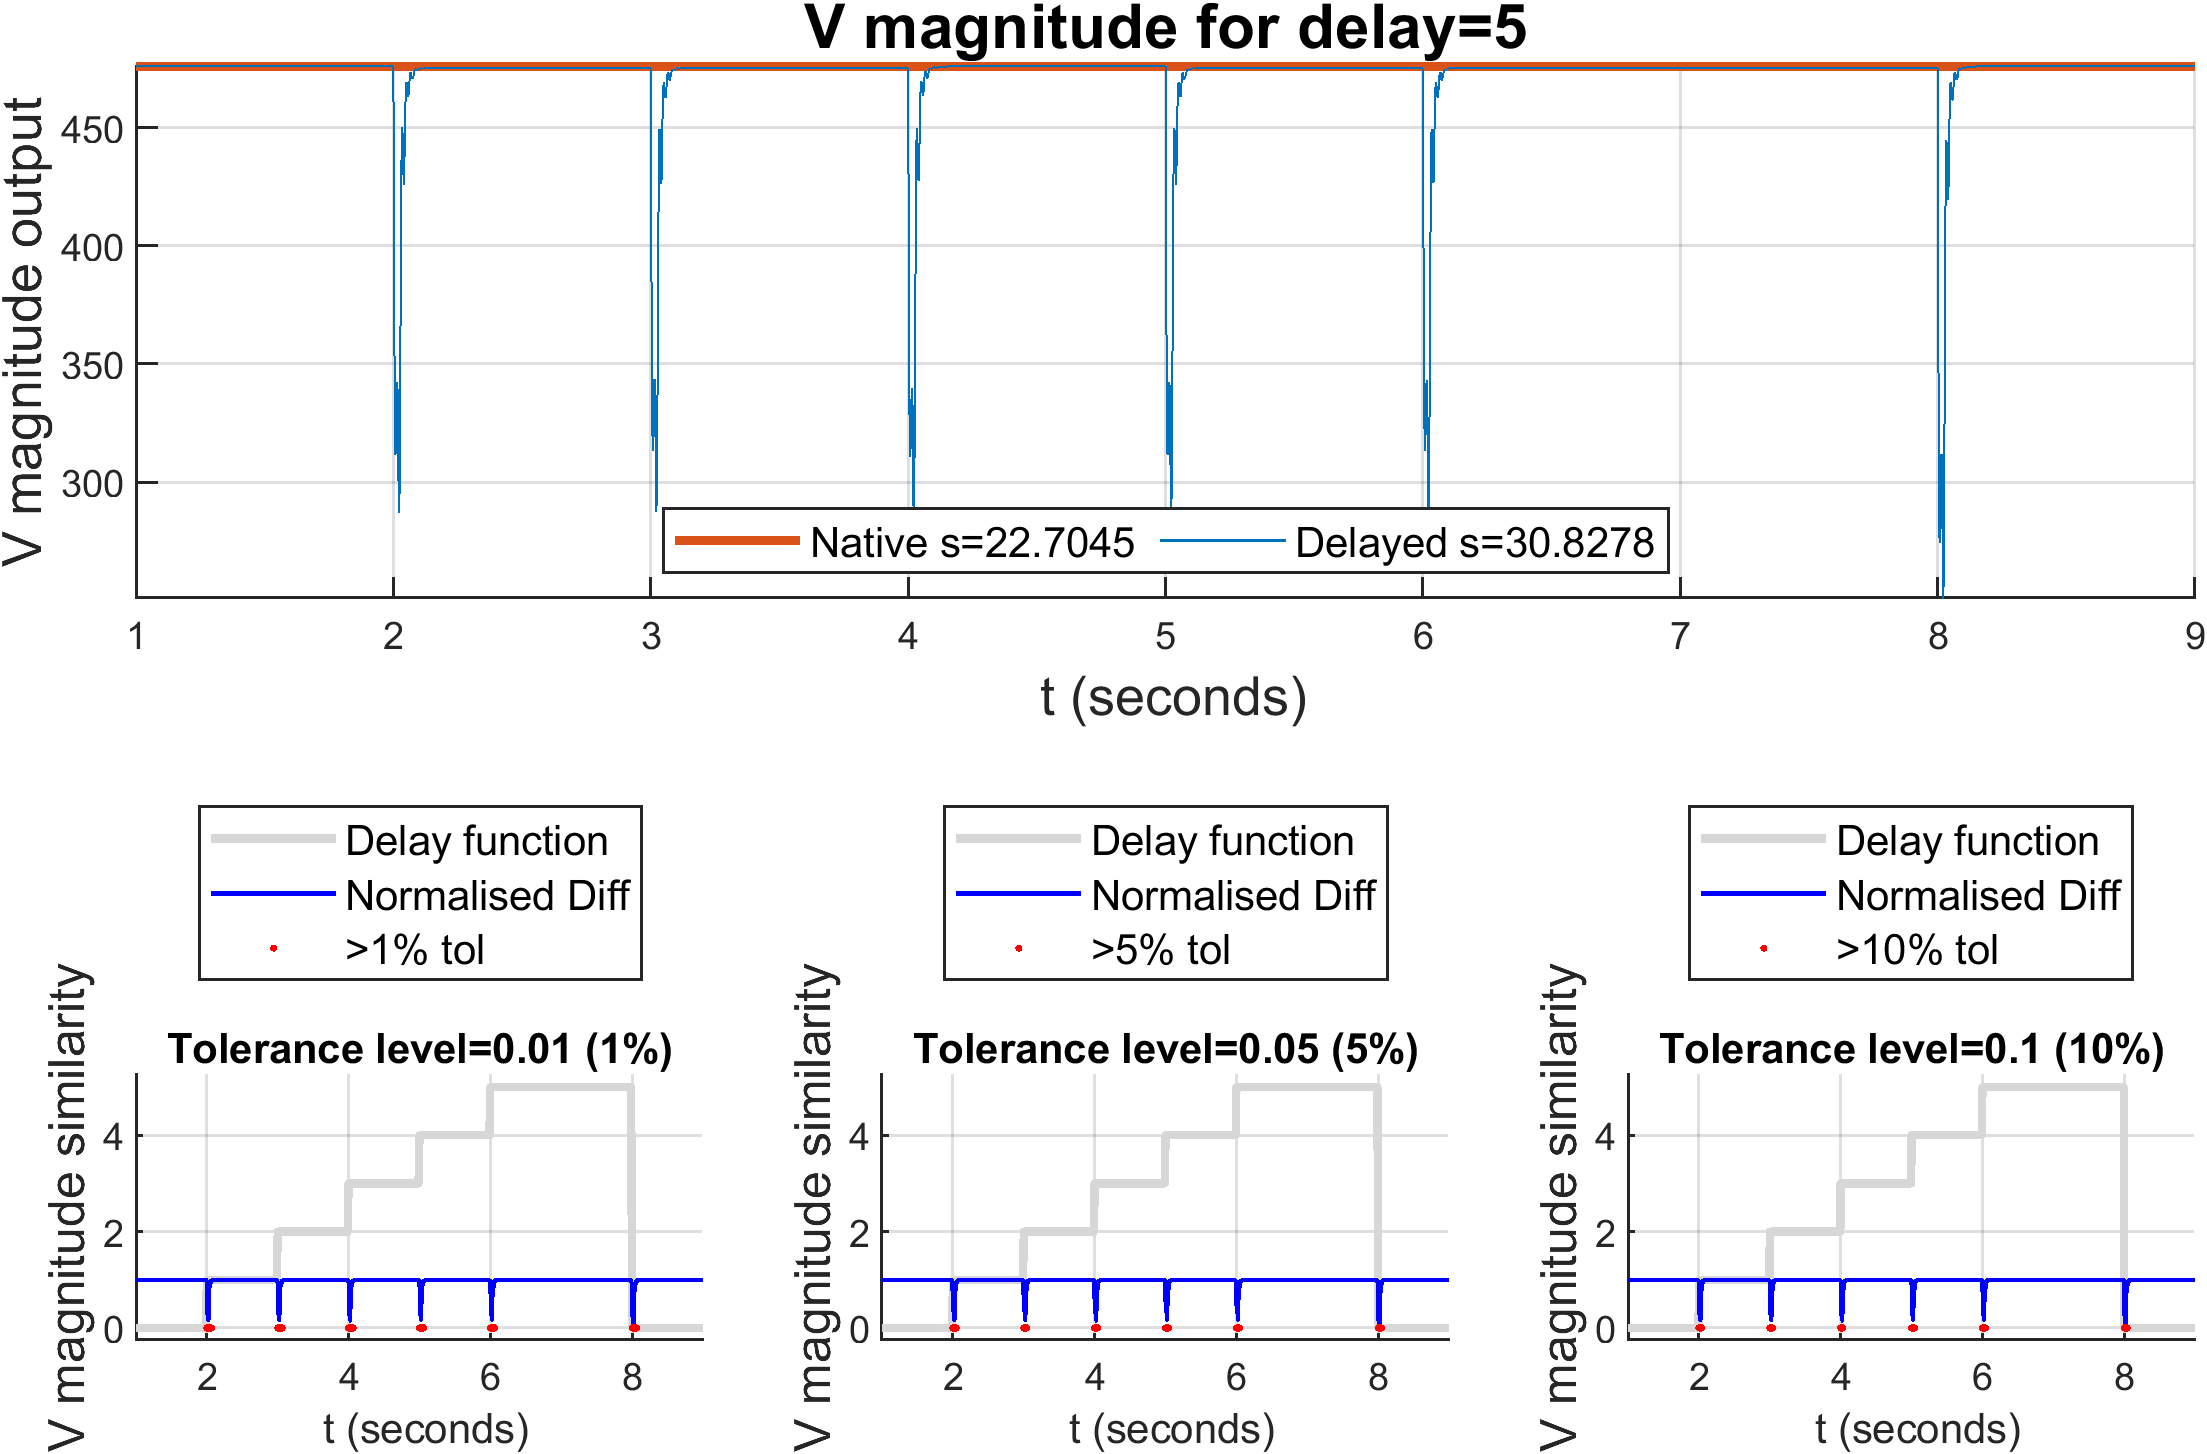 V magnitude for delay=5
V magnitude output
450
400
350
300
Native s=22.7045
Delayed s=30.8278
1 2 3 4 5 6 7 8 9
t (seconds)
Delay function
Normalised Diff
>1% tol
Tolerance level=0.01 (1%)
V magnitude similarity
4
2
0
2 4 6 8
t (seconds)
Delay function
Normalised Diff
>5% tol
Tolerance level=0.05 (5%)
V magnitude similarity
4
2
0
2 4 6 8
t (seconds)
Delay function
Normalised Diff
>10% tol
Tolerance level=0.1 (10%)
V magnitude similarity
4
2
0
2 4 6 8
t (seconds)